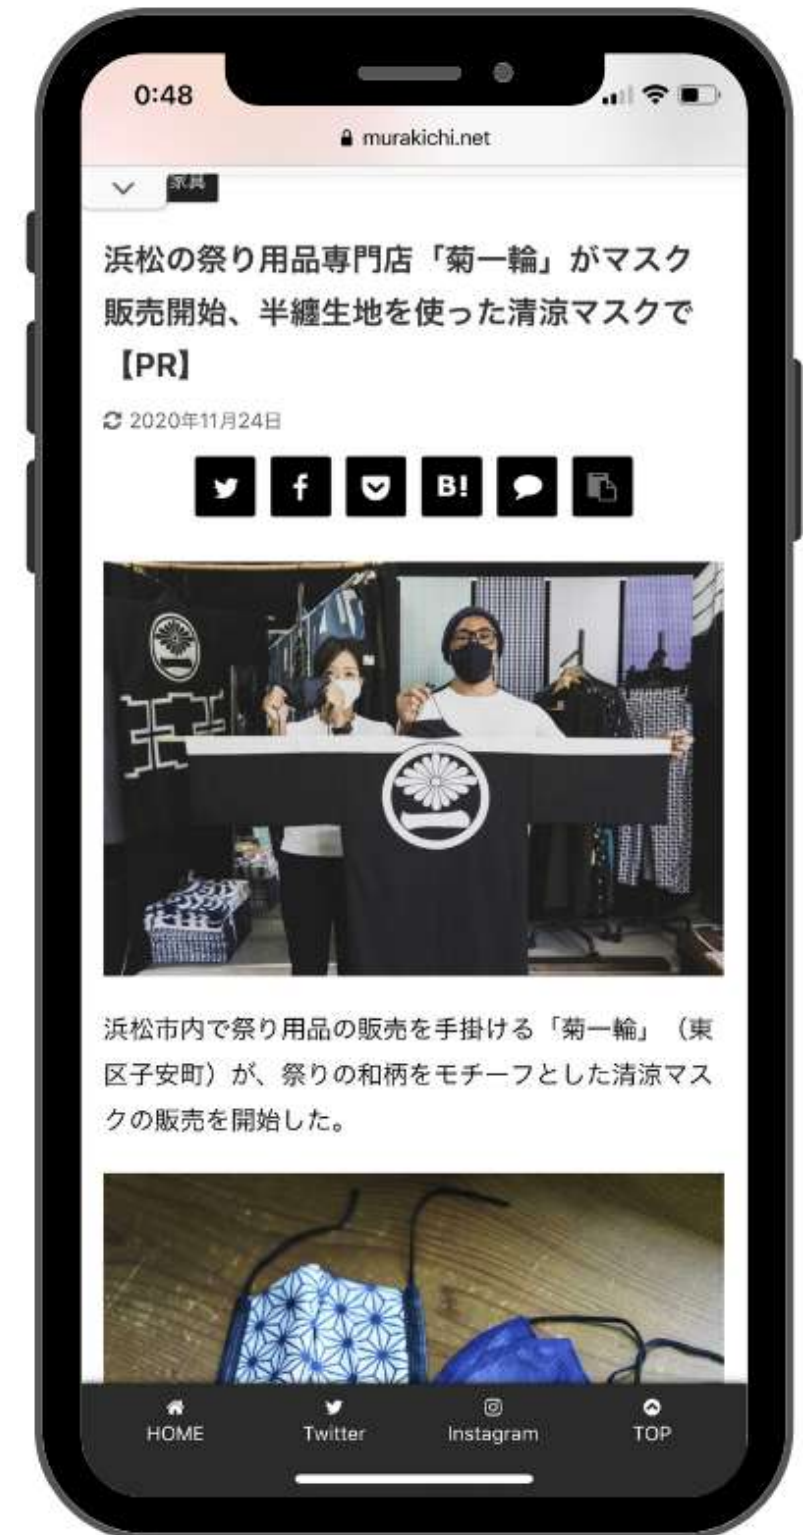 0:48
murakichi.net
家具
浜松の祭り用品専門店「菊一輪」がマスク
販売開始、半纏生地を使った清涼マスクで
【PR】
2020年11月24日
B!
浜松市内で祭り用品の販売を手掛ける「菊一輪」（東
区子安町）が、祭りの和柄をモチーフとした清涼マス
クの販売を開始した。
HOME
Twitter
Instagram
TOP